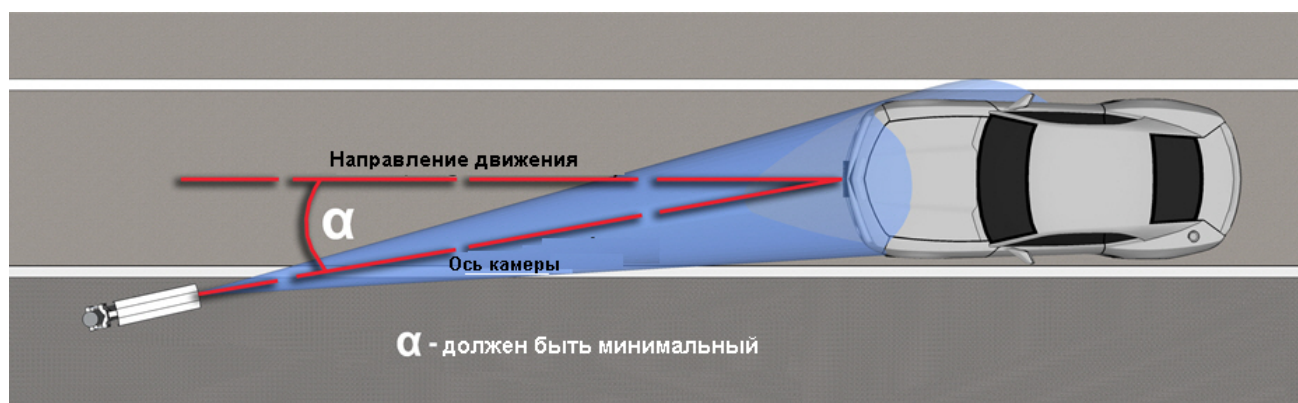 Направление движения
α
Ось камеры
α - должен быть минимальный